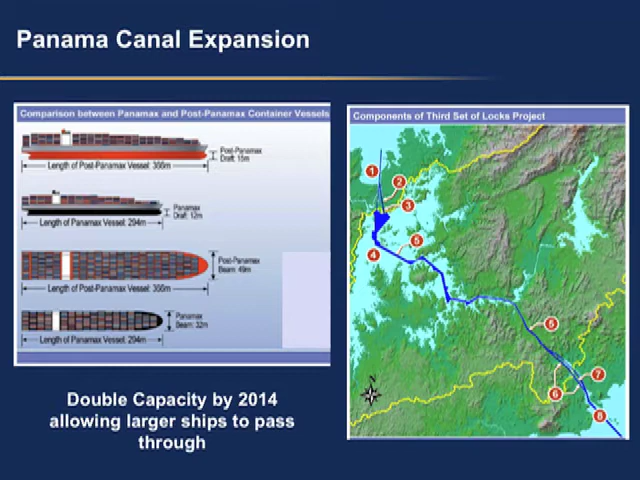 Panama Canal Expansion
Comparison between Panamax and Post-Panamax Container Vessels
Post-Panamax
Draft: 15m
Length of Post-Panamax Vessel: 366m
Panamax
Draft: 12m
Length of Panamax Vessel: 294m
Post-Panamax
Beam: 49m
Length of Post-Panamax Vessel: 366m
Panamax
Beam: 32m
Length of Panamax Vessel: 294m
Components of Third Set of Locks Project
1
2
3
5
4
5
7
6
8
Double Capacity by 2014
allowing larger ships to pass
through